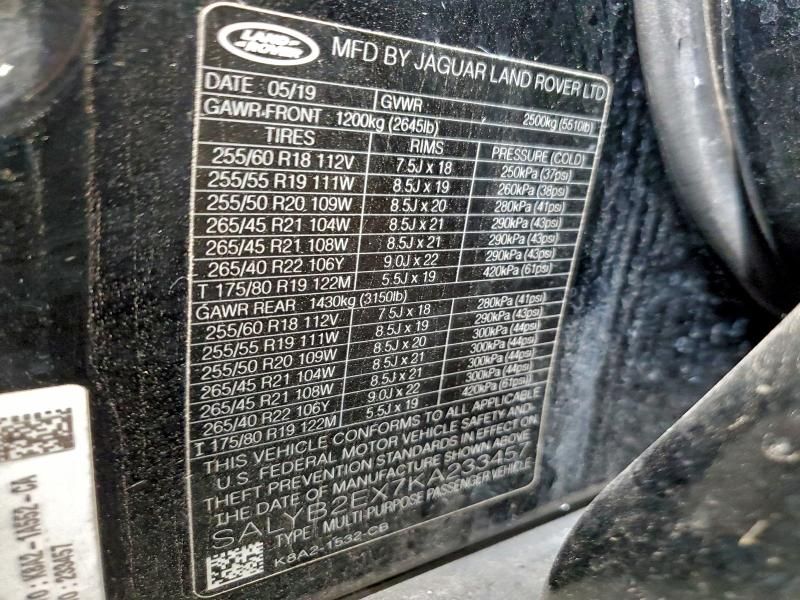 LAND ROVER
MFD BY JAGUAR LAND ROVER LTD
DATE 05/19 GVWR 2500kg (5510lb)
GAWR-FRONT 1200kg (2645lb)
TIRES RIMS PRESSURE (COLD)
255/60 R18 112V 7.5J x 18 250kPa (37psi)
255/55 R19 111W 8.5J x 19 260kPa (38psi)
255/50 R20 109W 8.5J x 20 280kPa (41psi)
265/45 R21 104W 8.5J x 21 290kPa (43psi)
265/45 R21 108W 8.5J x 21 290kPa (43psi)
265/40 R22 106Y 9.0J x 22 290kPa (43psi)
T 175/80 R19 122M 5.5J x 19 420kPa (61psi)
GAWR REAR 1430kg (3150lb)
255/60 R18 112V 7.5J x 18 280kPa (41psi)
255/55 R19 111W 8.5J x 19 290kPa (43psi)
255/50 R20 109W 8.5J x 20 300kPa (44psi)
265/45 R21 104W 8.5J x 21 300kPa (44psi)
265/45 R21 108W 8.5J x 21 300kPa (44psi)
265/40 R22 106Y 9.0J x 22 300kPa (44psi)
T 175/80 R19 122M 5.5J x 19 420kPa (61psi)
THIS VEHICLE CONFORMS TO ALL APPLICABLE
U.S. FEDERAL MOTOR VEHICLE SAFETY AND
THEFT PREVENTION STANDARDS IN EFFECT ON
THE DATE OF MANUFACTURE SHOWN ABOVE
SALYB2EX7KA233457
TYPE: MULTI PURPOSE PASSENGER VEHICLE
K8A2-1532-CB
: 233457